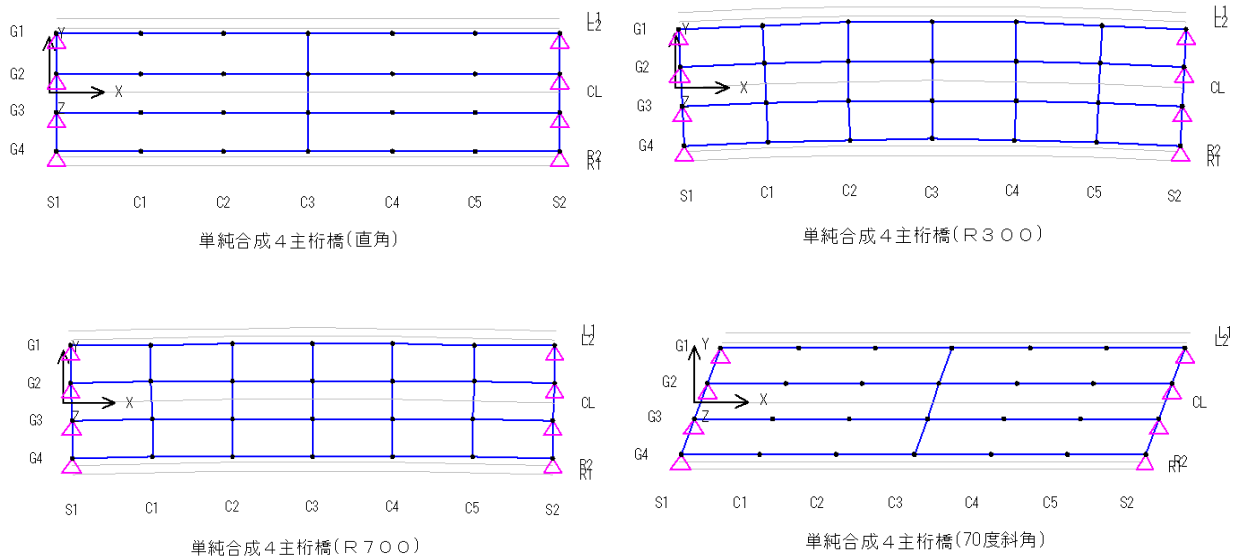 L1
L2
G1
Y
G2
X
CL
G3
Z
G4
R2
R1
S1 C1 C2 C3 C4 C5 S2
単純合成4主桁橋(直角)
L1
L2
G1
Y
G2
X
CL
G3
Z
G4
R2
R1
S1 C1 C2 C3 C4 C5 S2
単純合成4主桁橋(R300)
L1
L2
G1
Y
G2
X
CL
G3
Z
G4
R2
R1
S1 C1 C2 C3 C4 C5 S2
単純合成4主桁橋(R700)
L1
L2
G1
Y
G2
X
CL
G3
Z
G4
R2
R1
S1 C1 C2 C3 C4 C5 S2
単純合成4主桁橋(70度斜角)